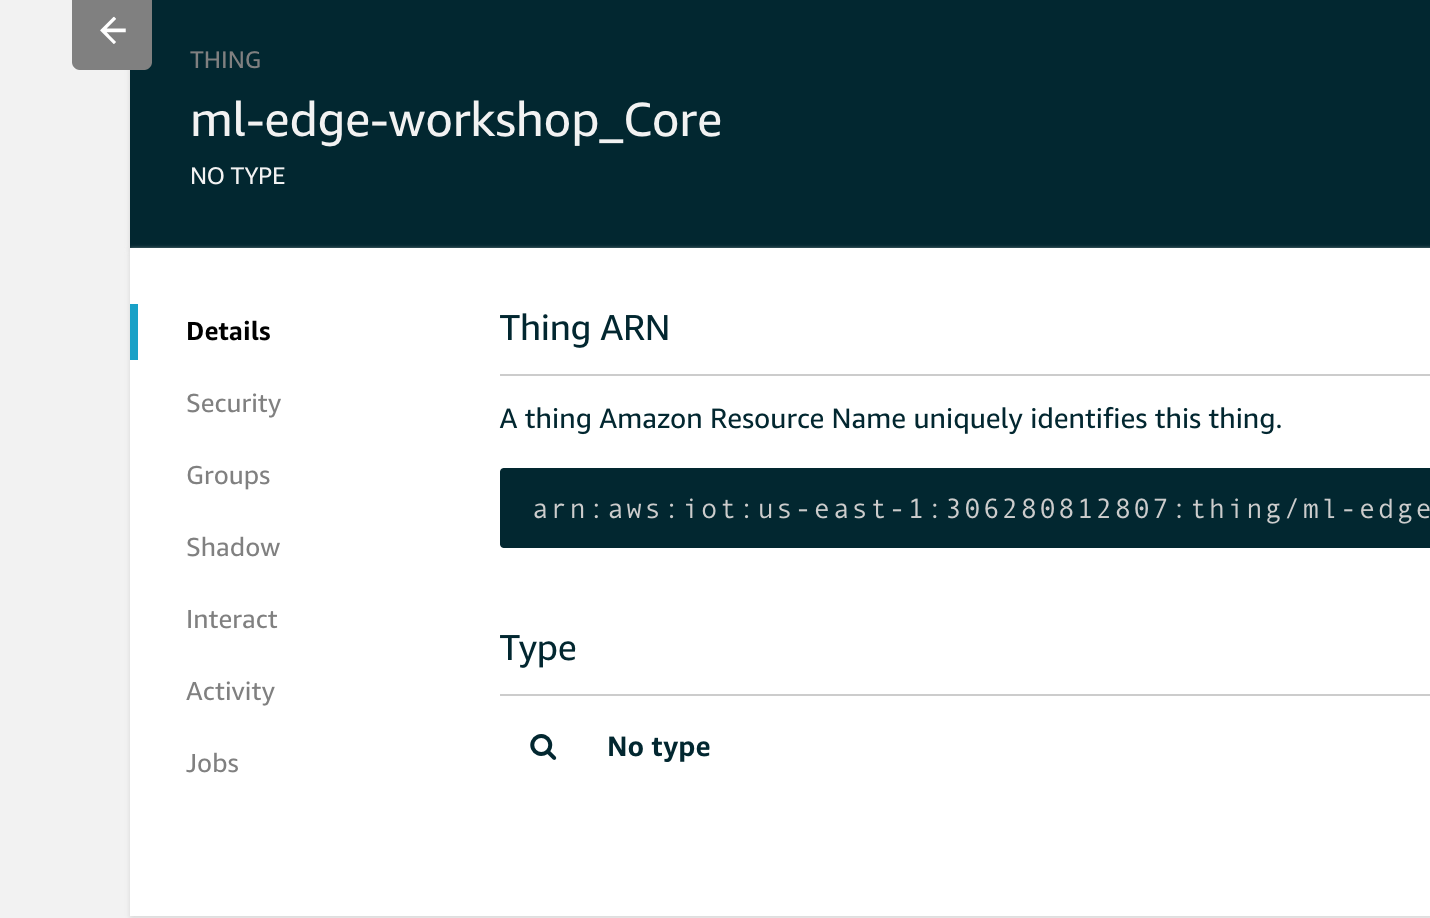 THING
ml-edge-workshop_Core
NO TYPE
Details
Security
Groups
Shadow
Interact
Activity
Jobs
Thing ARN
A thing Amazon Resource Name uniquely identifies this thing.
arn:aws:iot:us-east-1:306280812807:thing/ml-edge
Type
No type